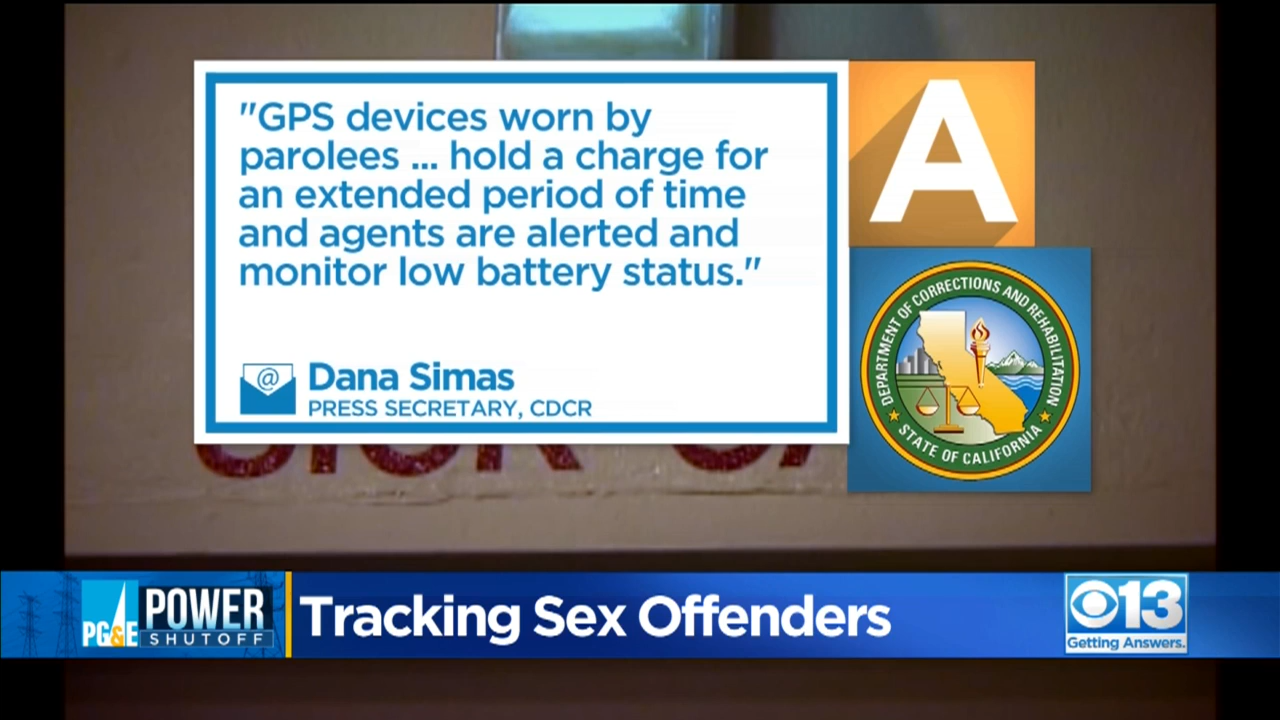 "GPS devices worn by
parolees ... hold a charge for
an extended period of time
and agents are alerted and
monitor low battery status."
@
Dana Simas
PRESS SECRETARY, CDCR
A
DEPARTMENT OF CORRECTIONS AND REHABILITATION
STATE OF CALIFORNIA
PG&E
POWER
SHUTOFF
Tracking Sex Offenders
13
Getting Answers.